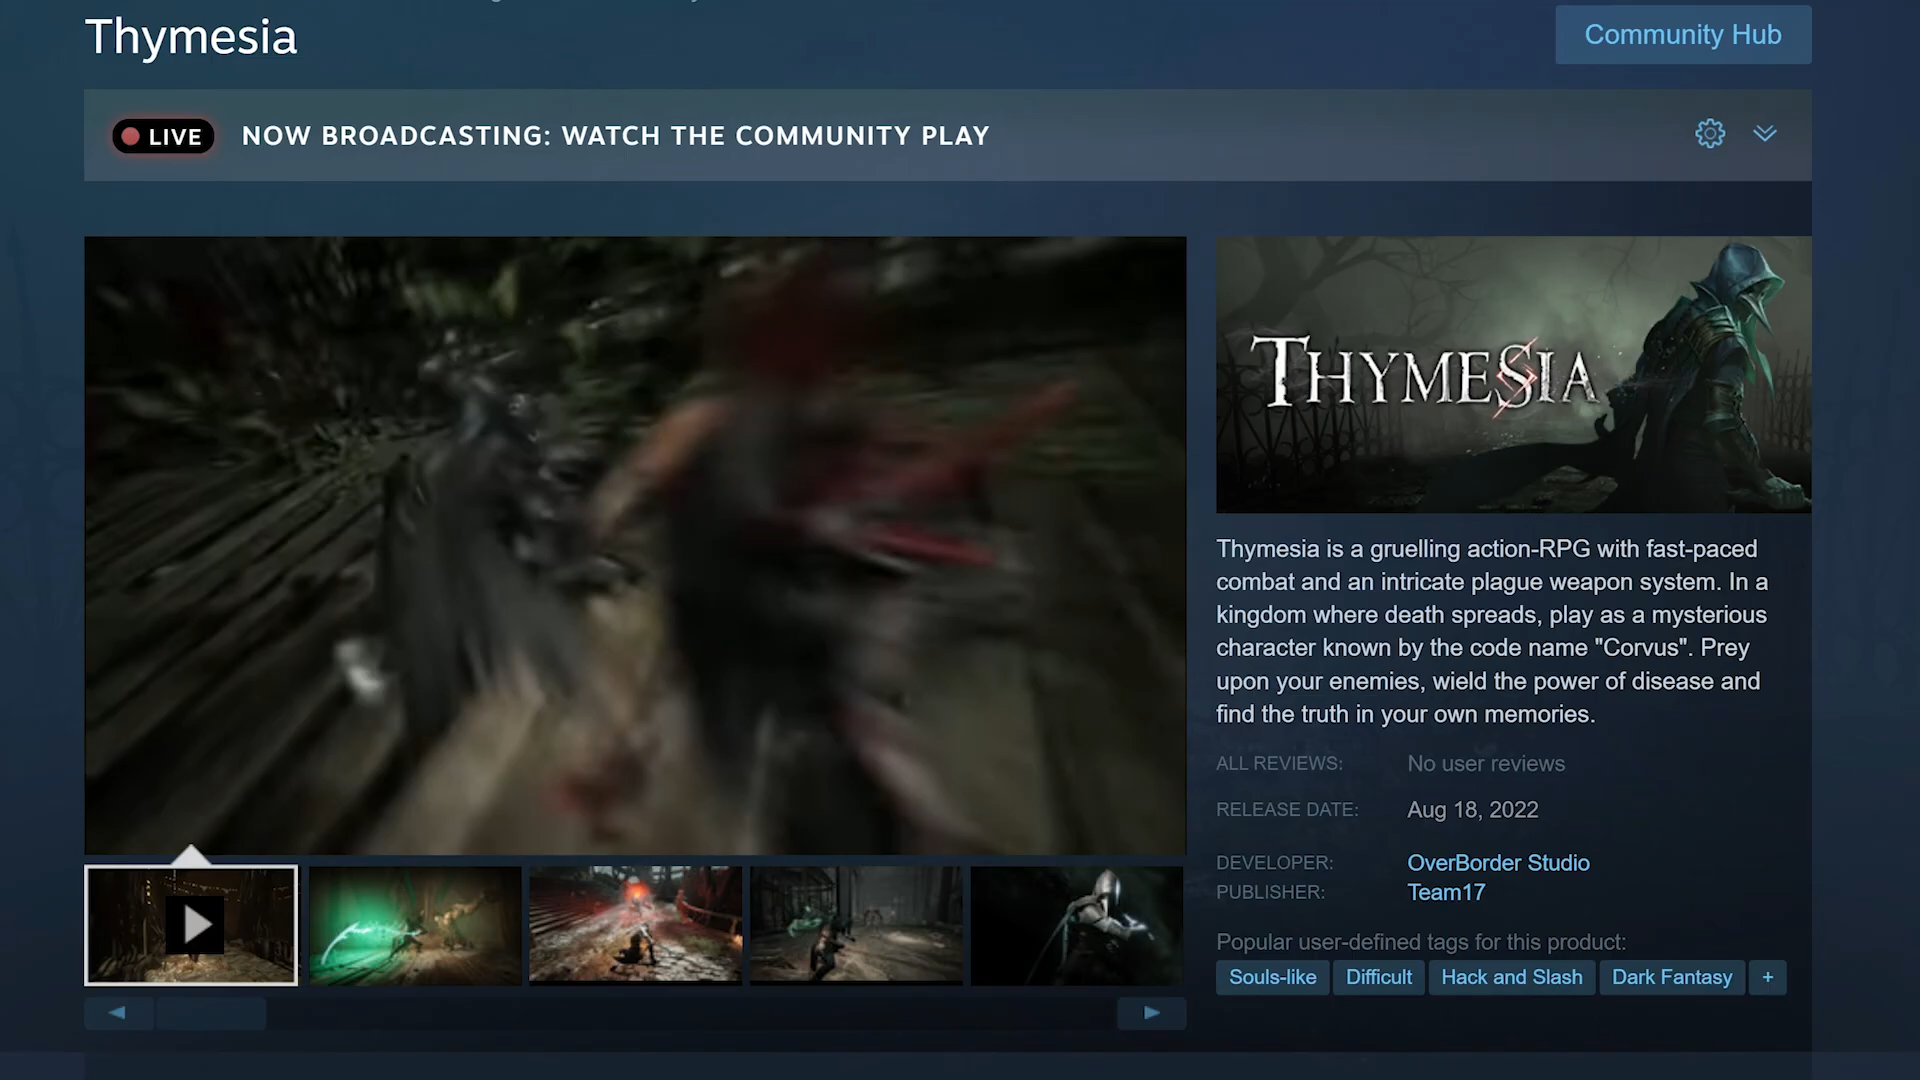 Thymesia
Community Hub
LIVE
NOW BROADCASTING: WATCH THE COMMUNITY PLAY
THYMESIA
Thymesia is a gruelling action-RPG with fast-paced
combat and an intricate plague weapon system. In a
kingdom where death spreads, play as a mysterious
character known by the code name "Corvus". Prey
upon your enemies, wield the power of disease and
find the truth in your own memories.
ALL REVIEWS: No user reviews
RELEASE DATE: Aug 18, 2022
DEVELOPER: OverBorder Studio
PUBLISHER: Team17
Popular user-defined tags for this product:
Souls-like Difficult Hack and Slash Dark Fantasy +